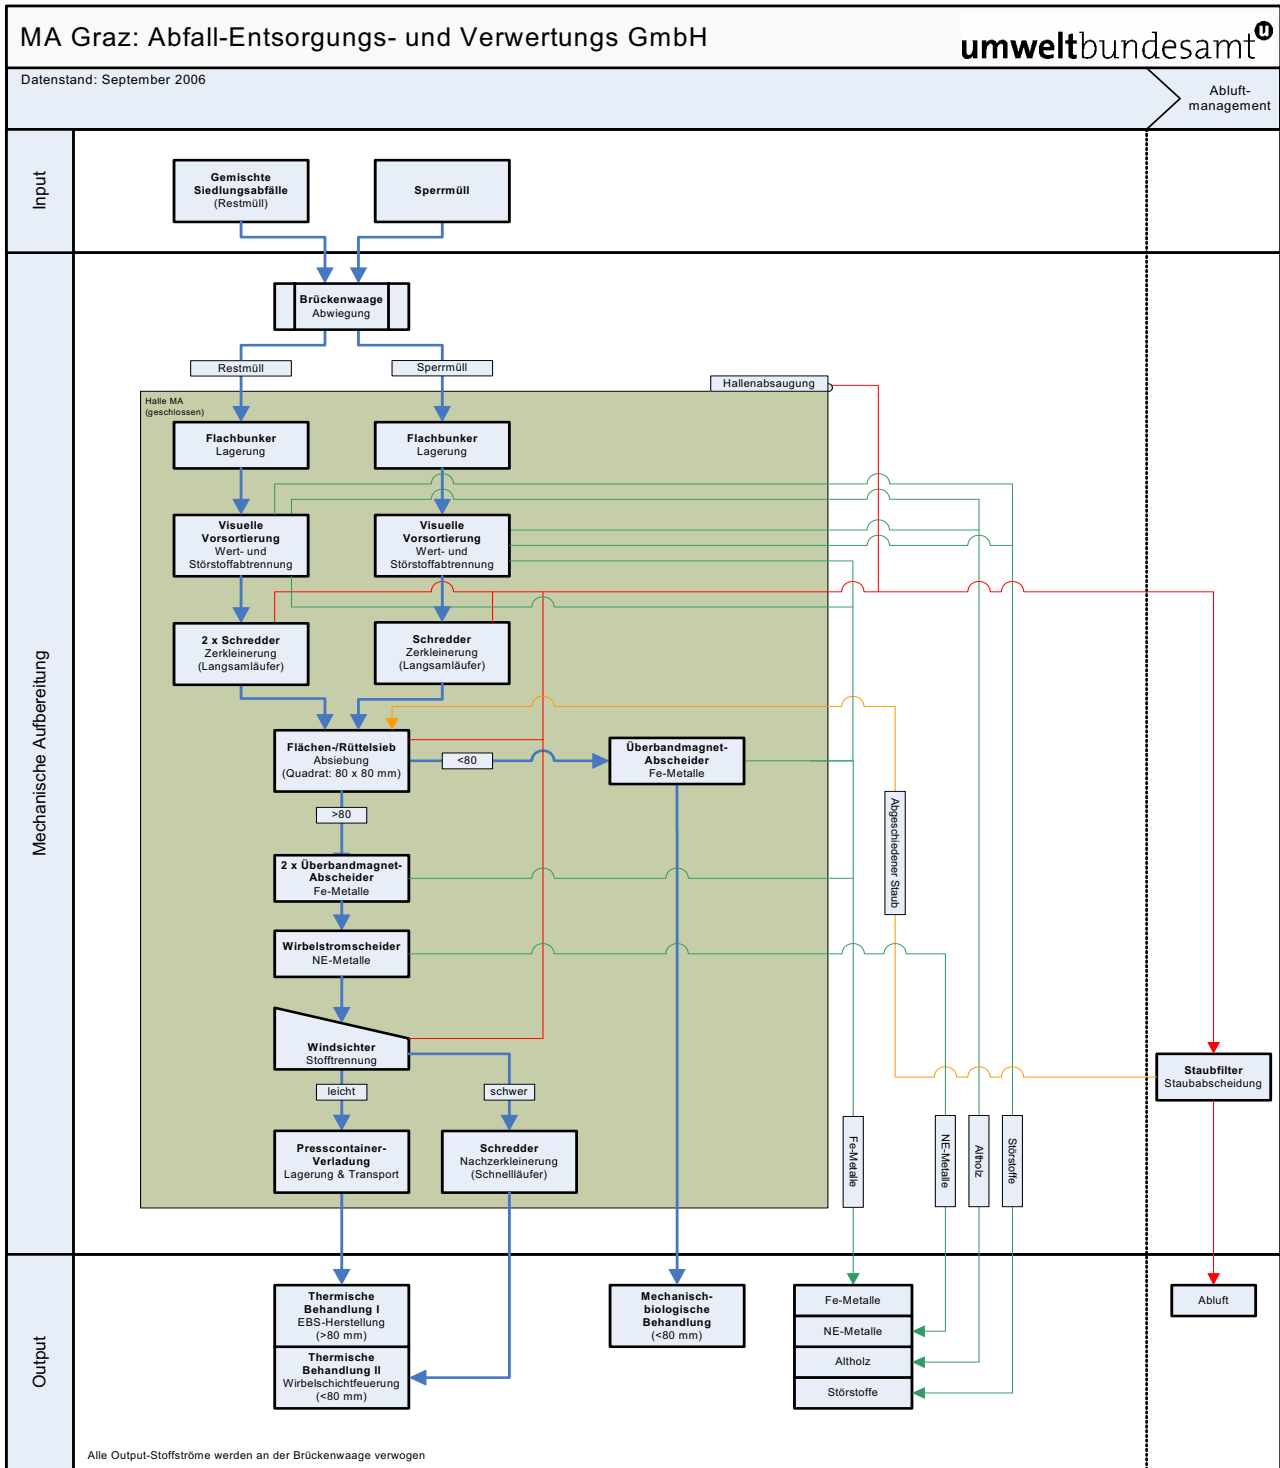 MA Graz: Abfall-Entsorgungs- und Verwertungs GmbH
umweltbundesamt
u
Datenstand: September 2006
Abluft-
management
Input
Gemischte
Siedlungsabfälle
(Restmüll)
Sperrmüll
Mechanische Aufbereitung
Brückenwaage
Abwiegung
Restmüll
Sperrmüll
Hallenabsaugung
Halle MA
(geschlossen)
Flachbunker
Lagerung
Flachbunker
Lagerung
Visuelle
Vorsortierung
Wert- und
Störstoffabtrennung
Visuelle
Vorsortierung
Wert- und
Störstoffabtrennung
2 x Schredder
Zerkleinerung
(Langsamläufer)
Schredder
Zerkleinerung
(Langsamläufer)
Flächen-/Rüttelsieb
Absiebung
(Quadrat: 80 x 80 mm)
<80
Überbandmagnet-
Abscheider
Fe-Metalle
>80
Abgeschiedener Staub
2 x Überbandmagnet-
Abscheider
Fe-Metalle
Wirbelstromscheider
NE-Metalle
Windsichter
Stofftrennung
Staubfilter
Staubabscheidung
leicht
schwer
Presscontainer-
Verladung
Lagerung & Transport
Schredder
Nachzerkleinerung
(Schnellläufer)
Fe-Metalle
NE-Metalle
Altholz
Störstoffe
Output
Thermische
Behandlung I
EBS-Herstellung
(>80 mm)
Thermische
Behandlung II
Wirbelschichtfeuerung
(<80 mm)
Mechanisch-
biologische
Behandlung
(<80 mm)
Fe-Metalle
NE-Metalle
Altholz
Störstoffe
Abluft
Alle Output-Stoffströme werden an der Brückenwaage verwogen